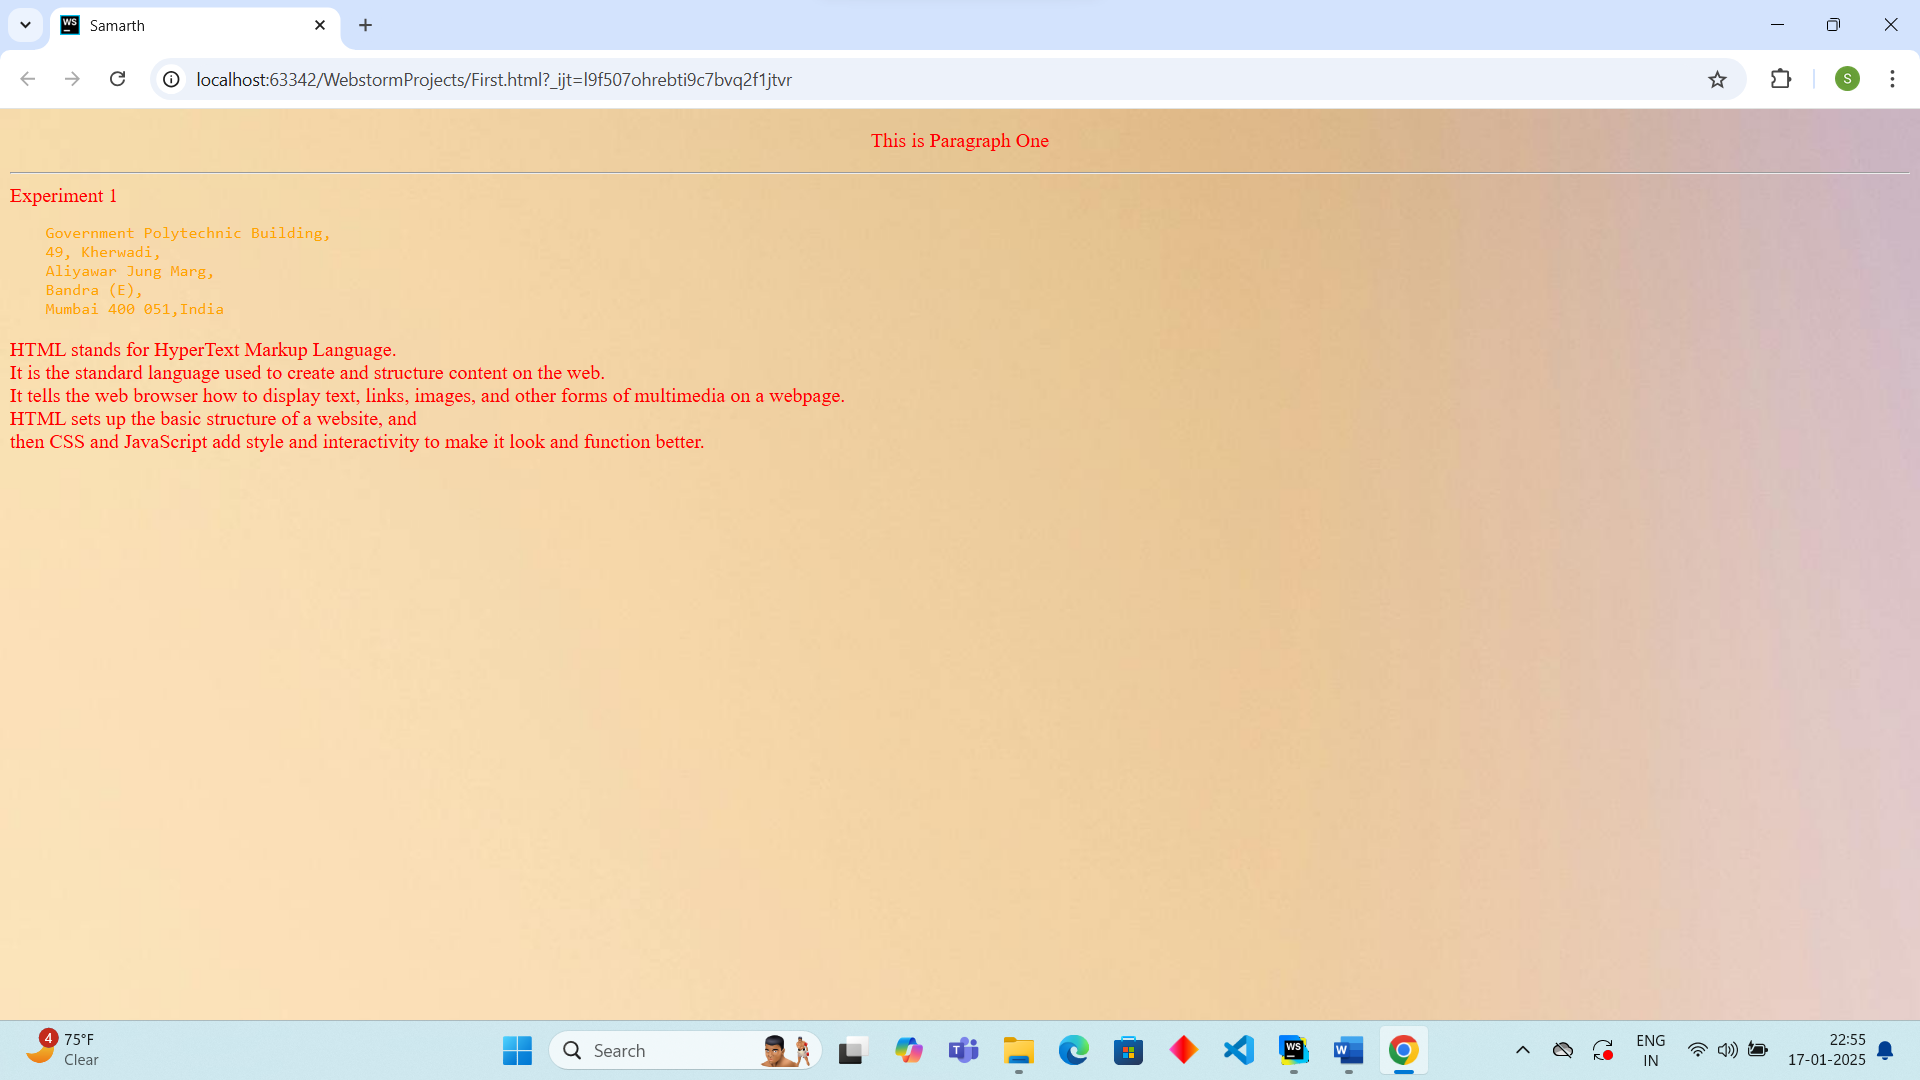 WS
Samarth
localhost:63342/WebstormProjects/First.html?_ijt=l9f507ohrebti9c7bvq2f1jtvr
S
This is Paragraph One
Experiment 1
Government Polytechnic Building,
49, Kherwadi,
Aliyawar Jung Marg,
Bandra (E),
Mumbai 400 051,India
HTML stands for HyperText Markup Language.
It is the standard language used to create and structure content on the web.
It tells the web browser how to display text, links, images, and other forms of multimedia on a webpage.
HTML sets up the basic structure of a website, and
then CSS and JavaScript add style and interactivity to make it look and function better.
4
75°F
Clear
Search
T
WS
W
ENG
IN
22:55
17-01-2025